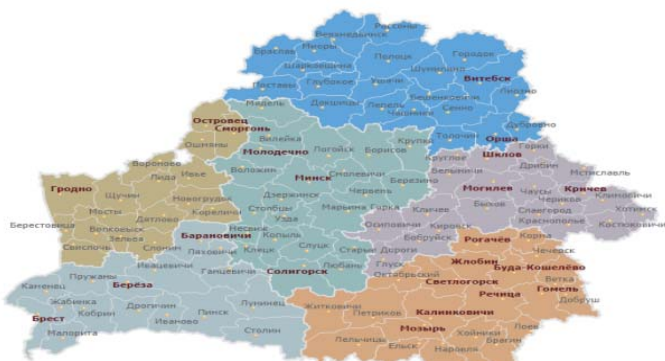 Россоны
Верхнедвинск
Браслав
Миоры
Полоцк
Городок
Шарковщина
Шумилино
Витебск
Поставы
Глубокое
Ушачи
Бешенковичи
Лиозно
Докшицы
Лепель
Сенно
Чашники
Мядель
Дубровно
Островец
Сморгонь
Толочин
Орша
Ошмяны
Вилейка
Крупки
Горки
Молодечно
Логойск
Борисов
Круглое
Шклов
Дрибин
Мстиславль
Вороново
Лида
Ивье
Воложин
Минск
Смолевичи
Белыничи
Гродно
Червень
Березино
Могилев
Чаусы
Кричев
Климовичи
Щучин
Новогрудок
Дзержинск
Чериков
Хотимск
Мосты
Кореличи
Столбцы
Марьина Горка
Кличев
Быхов
Славгород
Берестовица
Дятлово
Узда
Осиповичи
Кировск
Краснополье
Костюковичи
Волковыск
Барановичи
Несвиж
Копыль
Бобруйск
Рогачёв
Корма
Зельва
Свислочь
Слоним
Ляховичи
Клецк
Слуцк
Старые Дороги
Чечерск
Ивацевичи
Любань
Глуск
Жлобин
Буда-Кошелёво
Пружаны
Ганцевичи
Солигорск
Октябрьский
Каменец
Берёза
Светлогорск
Ветка
Жабинка
Лунинец
Житковичи
Речица
Гомель
Добруш
Брест
Кобрин
Дрогичин
Пинск
Петриков
Калинковичи
Иваново
Малорита
Столин
Мозырь
Хойники
Лоев
Лельчицы
Ельск
Наровля
Брагин